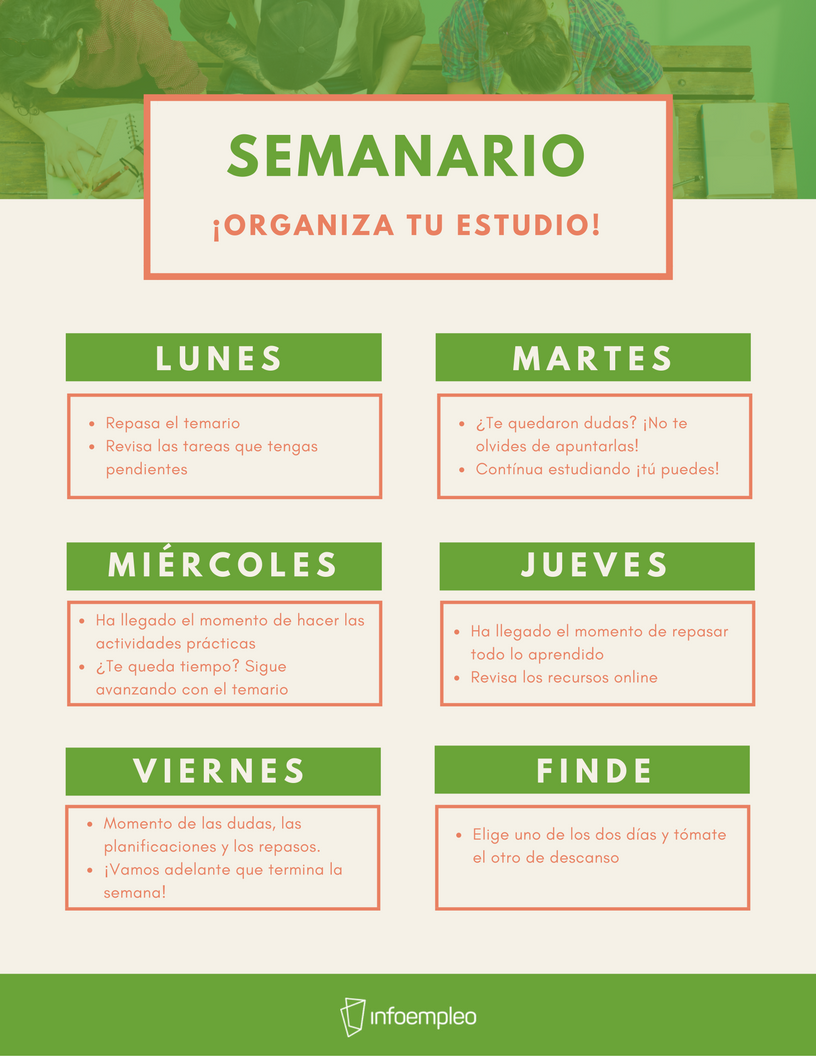 SEMANARIO
¡ORGANIZA TU ESTUDIO!
LUNES
• Repasa el temario
• Revisa las tareas que tengas
pendientes
MARTES
• ¿Te quedaron dudas? ¡No te
olvides de apuntarlas!
• Contínua estudiando ¡tú puedes!
MIÉRCOLES
• Ha llegado el momento de hacer las
actividades prácticas
• ¿Te queda tiempo? Sigue
avanzando con el temario
JUEVES
• Ha llegado el momento de repasar
todo lo aprendido
• Revisa los recursos online
VIERNES
• Momento de las dudas, las
planificaciones y los repasos.
• ¡Vamos adelante que termina la
semana!
FINDE
• Elige uno de los dos días y tómate
el otro de descanso
infoempleo